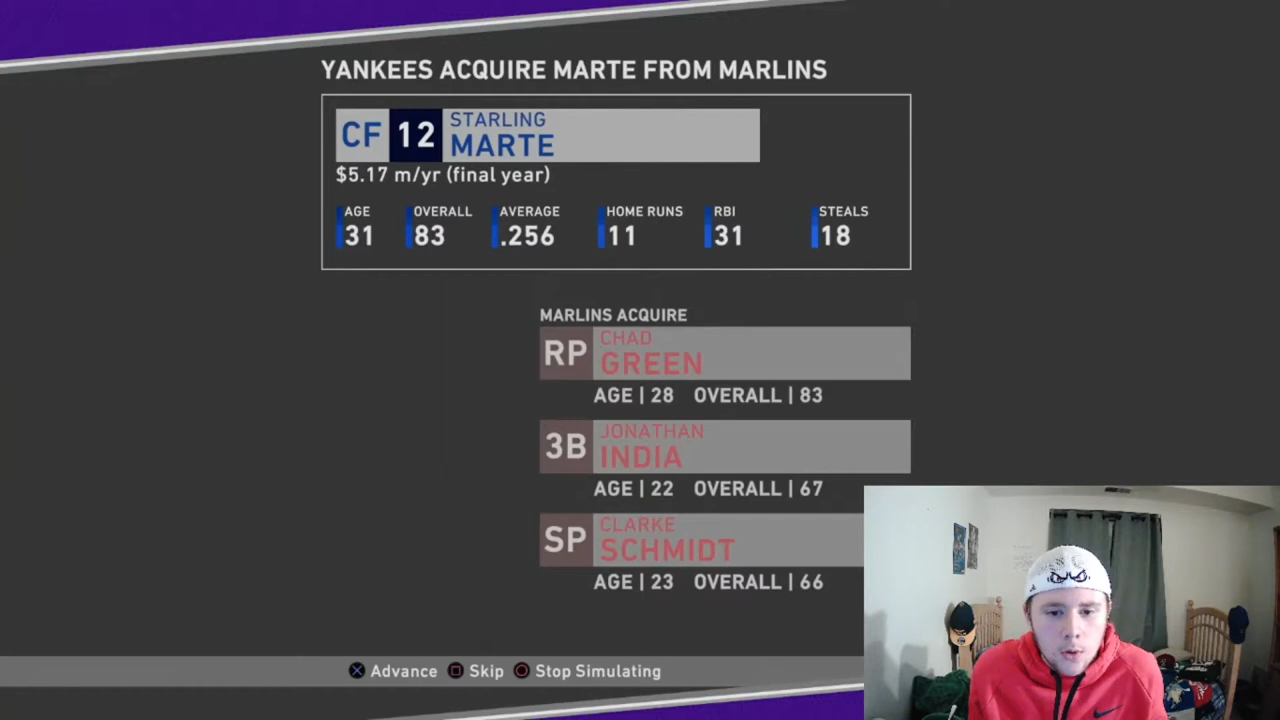 YANKEES ACQUIRE MARTE FROM MARLINS
CF 12 STARLING MARTE
$5.17 m/yr (final year)
AGE OVERALL AVERAGE HOME RUNS RBI STEALS
31 83 .256 11 31 18
MARLINS ACQUIRE
RP CHAD GREEN
AGE | 28 OVERALL | 83
3B JONATHAN INDIA
AGE | 22 OVERALL | 67
SP CLARKE SCHMIDT
AGE | 23 OVERALL | 66
Advance Skip Stop Simulating